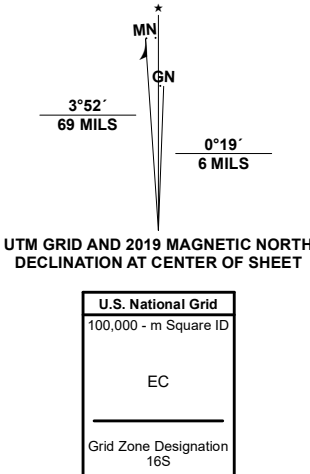 MN
GN
3°52´
69 MILS
0°19´
6 MILS
UTM GRID AND 2019 MAGNETIC NORTH
DECLINATION AT CENTER OF SHEET
U.S. National Grid
100,000 - m Square ID
EC
Grid Zone Designation
16S